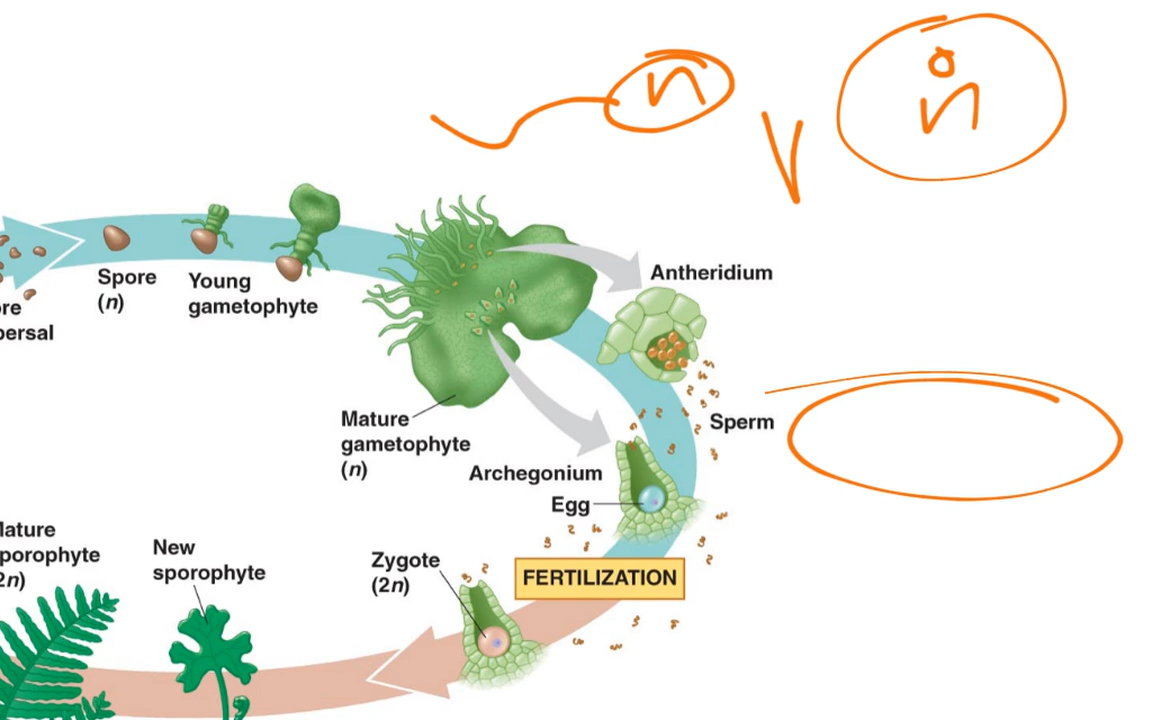 n
n
Antheridium
Spore
(n)
Young
gametophyte
Mature
gametophyte
(n)
Sperm
Archegonium
Egg
FERTILIZATION
Zygote
(2n)
New
sporophyte